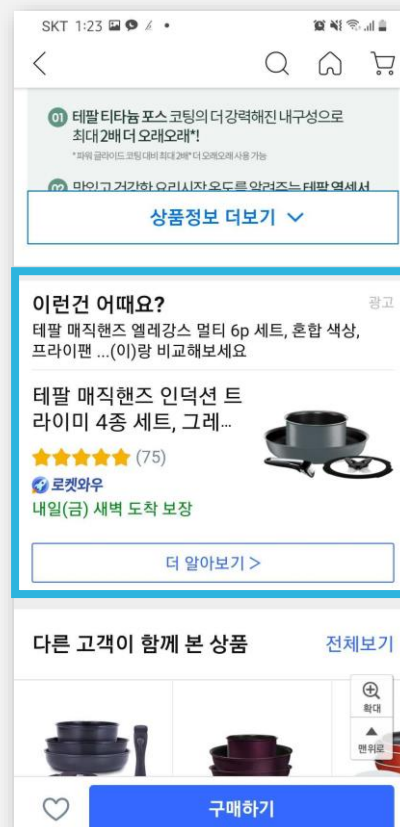 SKT 1:23
01 테팔 티타늄 포스 코팅의 더 강력해진 내구성으로
최대 2배 더 오래오래*!
*파워 글라이드 코팅 대비 최대 2배* 더 오래오래 사용 가능
02 맛있고 건강한 요리시작 온도를 알려주는 테팔 열센서
상품정보 더보기
이런건 어때요?
광고
테팔 매직핸즈 엘레강스 멀티 6p 세트, 혼합 색상,
프라이팬 ...(이)랑 비교해보세요
테팔 매직핸즈 인덕션 트
라이미 4종 세트, 그레...
(75)
로켓와우
내일(금) 새벽 도착 보장
더 알아보기 >
다른 고객이 함께 본 상품
전체보기
확대
맨위로
구매하기